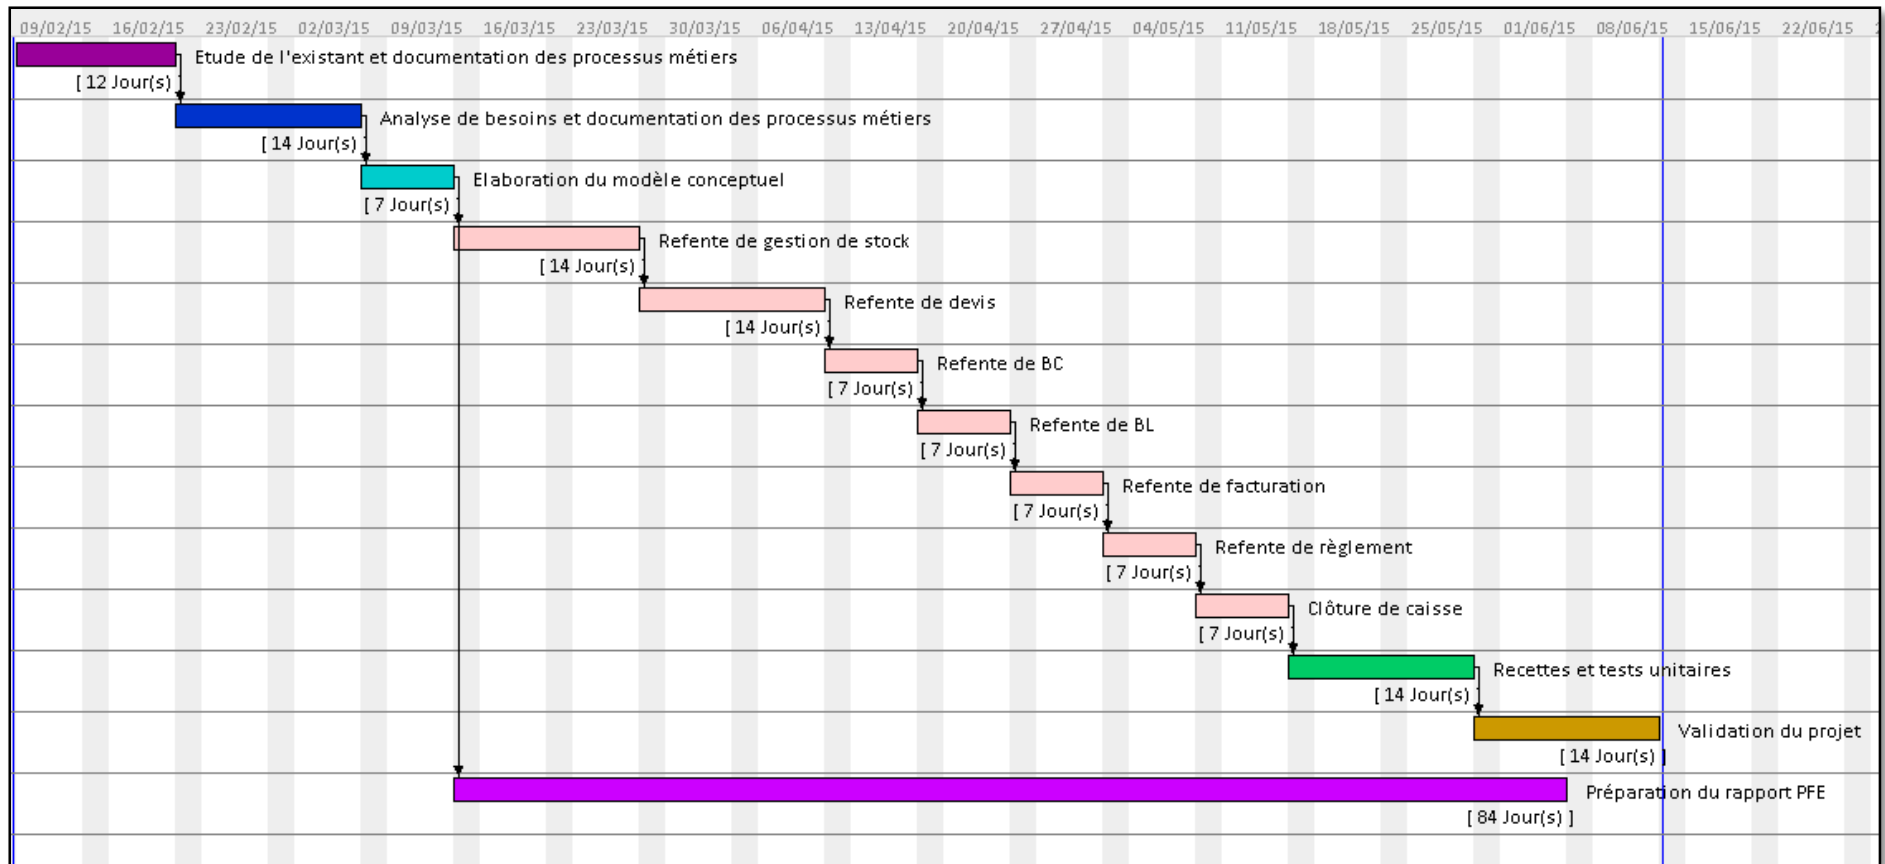 09/02/15 16/02/15 23/02/15 02/03/15 09/03/15 16/03/15 23/03/15 30/03/15 06/04/15 13/04/15 20/04/15 27/04/15 04/05/15 11/05/15 18/05/15 25/05/15 01/06/15 08/06/15 15/06/15 22/06/15
Etude de l'existant et documentation des processus métiers
[ 12 Jour(s) ]
Analyse de besoins et documentation des processus métiers
[ 14 Jour(s) ]
Elaboration du modèle conceptuel
[ 7 Jour(s) ]
Refente de gestion de stock
[ 14 Jour(s) ]
Refente de devis
[ 14 Jour(s) ]
Refente de BC
[ 7 Jour(s) ]
Refente de BL
[ 7 Jour(s) ]
Refente de facturation
[ 7 Jour(s) ]
Refente de règlement
[ 7 Jour(s) ]
Clôture de caisse
[ 7 Jour(s) ]
Recettes et tests unitaires
[ 14 Jour(s) ]
Validation du projet
[ 14 Jour(s) ]
Préparation du rapport PFE
[ 84 Jour(s) ]